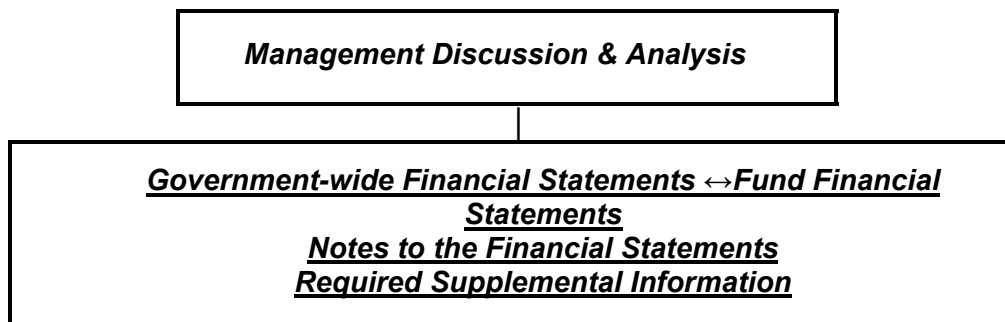 Management Discussion & Analysis
Government-wide Financial Statements ↔Fund Financial
Statements
Notes to the Financial Statements
Required Supplemental Information